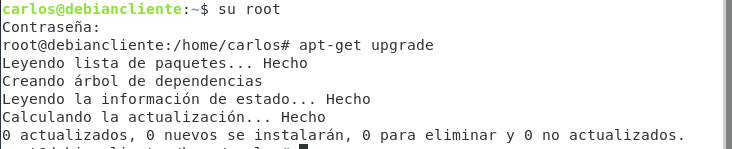 carlos@debiancliente:~$ su root
Contraseña:
root@debiancliente:/home/carlos# apt-get upgrade
Leyendo lista de paquetes... Hecho
Creando árbol de dependencias
Leyendo la información de estado... Hecho
Calculando la actualización... Hecho
0 actualizados, 0 nuevos se instalarán, 0 para eliminar y 0 no actualizados.